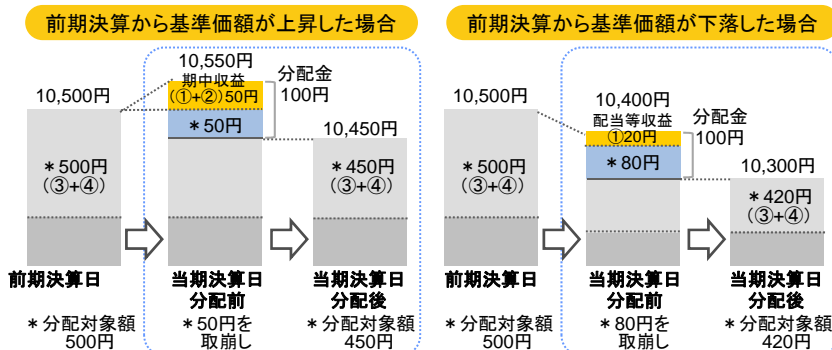 前期決算から基準価額が上昇した場合
10,550円
期中収益
(①+②)50円
分配金
100円
10,500円
＊50円
10,450円
＊500円
(③+④)
＊450円
(③+④)
前期決算日
当期決算日
分配前
当期決算日
分配後
＊分配対象額
500円
＊50円を
取崩し
＊分配対象額
450円
前期決算から基準価額が下落した場合
10,500円
10,400円
配当等収益
①20円
分配金
100円
＊80円
10,300円
＊500円
(③+④)
＊420円
(③+④)
前期決算日
当期決算日
分配前
当期決算日
分配後
＊分配対象額
500円
＊80円を
取崩し
＊分配対象額
420円